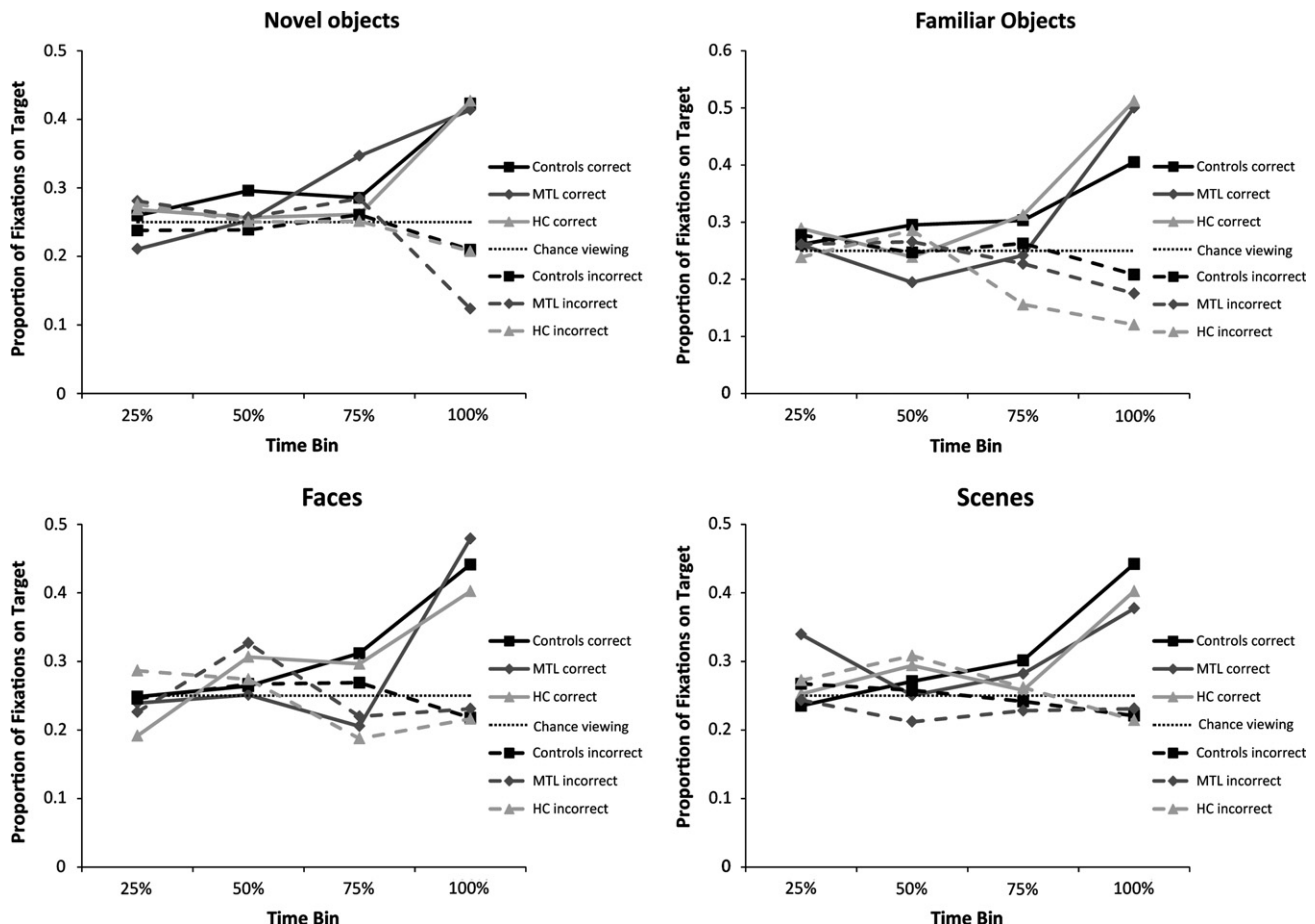 Novel objects
Proportion of Fixations on Target
0.5
0.4
0.3
0.2
0.1
0
25%
50%
75%
100%
Time Bin
Controls correct
MTL correct
HC correct
Chance viewing
Controls incorrect
MTL incorrect
HC incorrect
Familiar Objects
Proportion of Fixations on Target
0.6
0.5
0.4
0.3
0.2
0.1
0
25%
50%
75%
100%
Time Bin
Controls correct
MTL correct
HC correct
Chance viewing
Controls incorrect
MTL incorrect
HC incorrect
Faces
Proportion of Fixations on Target
0.5
0.4
0.3
0.2
0.1
0
25%
50%
75%
100%
Time Bin
Controls correct
MTL correct
HC correct
Chance viewing
Controls incorrect
MTL incorrect
HC incorrect
Scenes
Proportion of Fixations on Target
0.5
0.4
0.3
0.2
0.1
0
25%
50%
75%
100%
Time Bin
Controls correct
MTL correct
HC correct
Chance viewing
Controls incorrect
MTL incorrect
HC incorrect